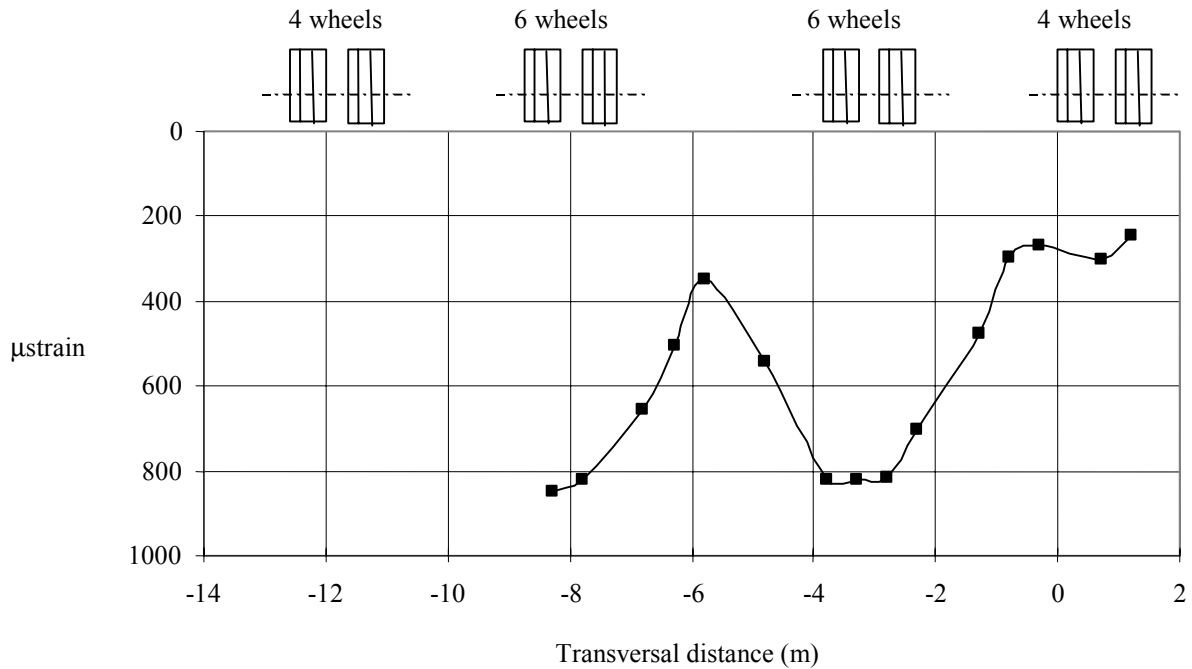 4 wheels 6 wheels 6 wheels 4 wheels
0
200
400
μstrain
600
800
1000
-14 -12 -10 -8 -6 -4 -2 0 2
Transversal distance (m)